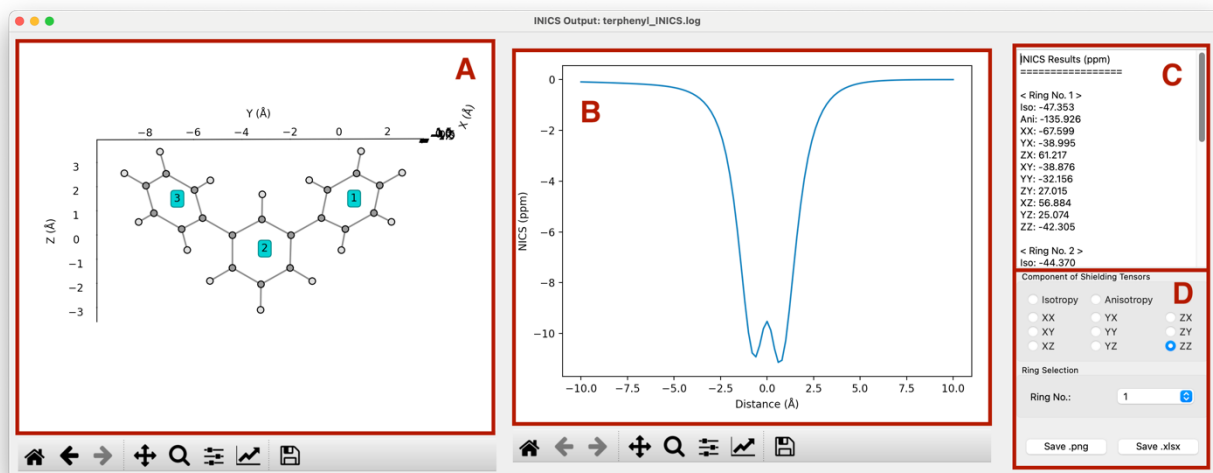 INICS Output: terphenyl_INICS.log
A
Y (Å)
X (Å)
−8 −6 −4 −2 0 2
Z (Å)
3
2
1
0
−1
−2
−3
3
1
2
B
NICS (ppm)
0
−2
−4
−6
−8
−10
−10.0 −7.5 −5.0 −2.5 0.0 2.5 5.0 7.5 10.0
Distance (Å)
C
INICS Results (ppm)
=================
< Ring No. 1 >
Iso: -47.353
Ani: -135.926
XX: -67.599
YX: -38.995
ZX: 61.217
XY: -38.876
YY: -32.156
ZY: 27.015
XZ: 56.884
YZ: 25.074
ZZ: -42.305
< Ring No. 2 >
Iso: -44.370
Component of Shielding Tensors
D
Isotropy Anisotropy
XX YX ZX
XY YY ZY
XZ YZ ZZ
Ring Selection
Ring No.: 1
Save .png Save .xlsx